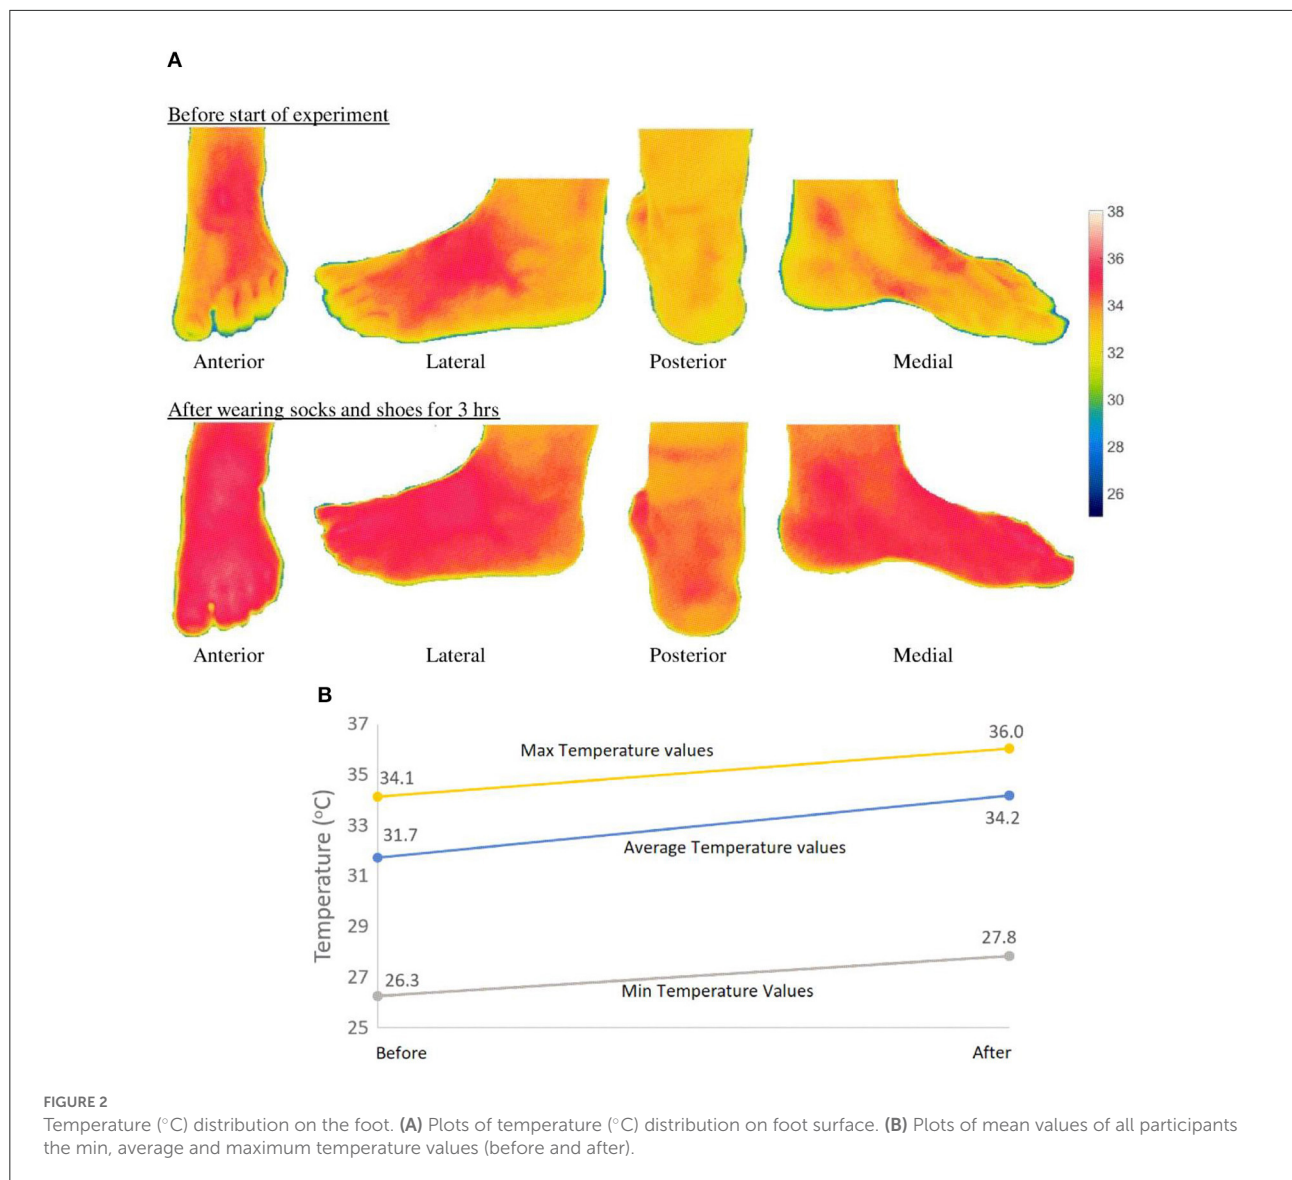 A
Before start of experiment
Anterior
Lateral
Posterior
Medial
38
36
34
32
30
28
26
After wearing socks and shoes for 3 hrs
Anterior
Lateral
Posterior
Medial
B
37
35
33
31
29
27
25
Temperature (°C)
Max Temperature values
34.1
36.0
31.7
34.2
Average Temperature values
26.3
27.8
Min Temperature Values
Before
After
FIGURE 2
Temperature (°C) distribution on the foot. (A) Plots of temperature (°C) distribution on foot surface. (B) Plots of mean values of all participants
the min, average and maximum temperature values (before and after).